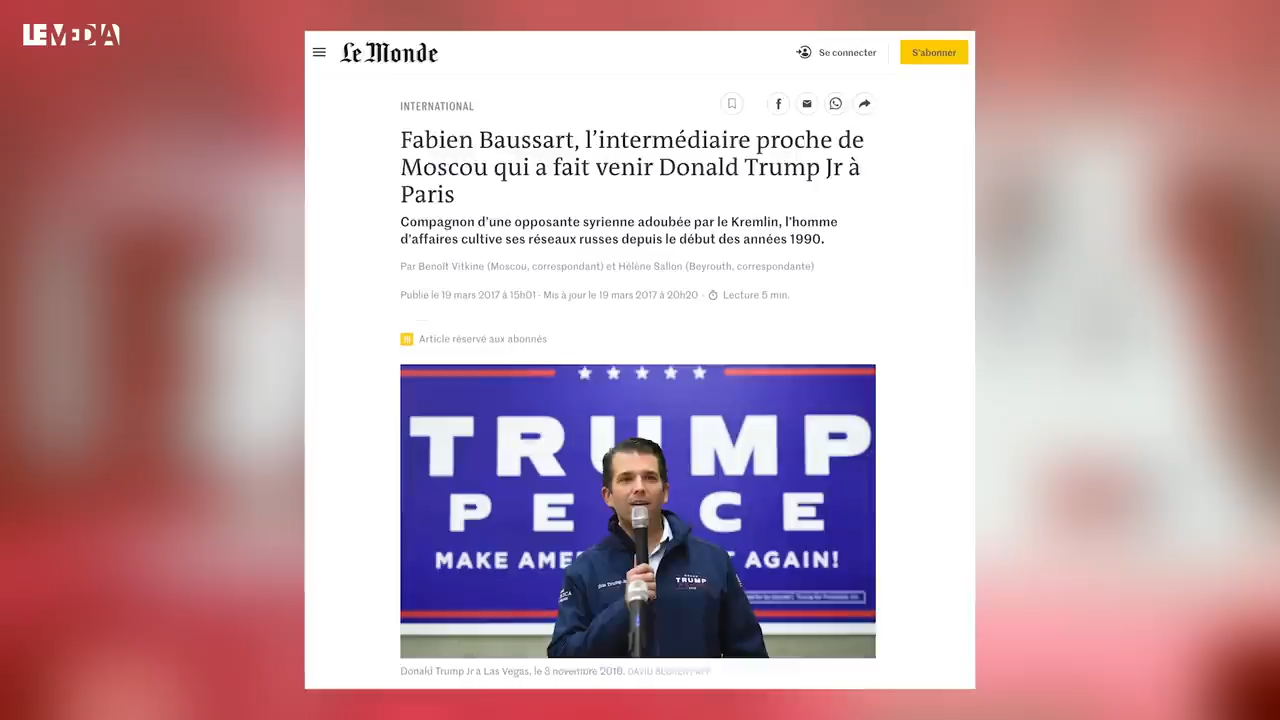 LEMEDIA
Le Monde
Se connecter
S'abonner
INTERNATIONAL
Fabien Baussart, l'intermédiaire proche de
Moscou qui a fait venir Donald Trump Jr à
Paris
Compagnon d'une opposante syrienne adoubée par le Kremlin, l'homme
d'affaires cultive ses réseaux russes depuis le début des années 1990.
Par Benoît Vitkine (Moscou, correspondant) et Hélène Sallon (Beyrouth, correspondante)
Publié le 19 mars 2017 à 15h01 · Mis à jour le 19 mars 2017 à 20h20 · Lecture 5 min.
Article réservé aux abonnés
TRUMP
PE CE
MAKE AME AGAIN!
TRUMP
Donald Trump Jr à Las Vegas, le 3 novembre 2016.